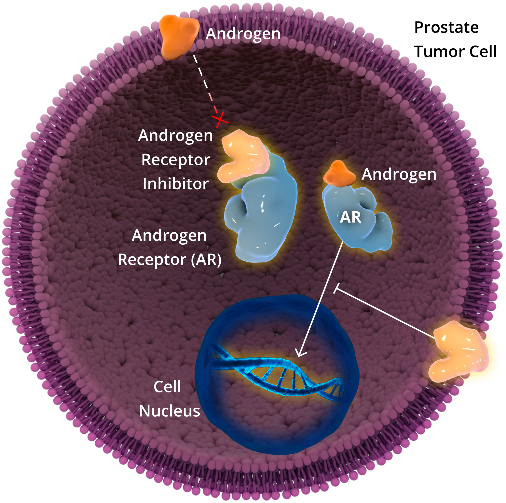 Androgen
Prostate
Tumor Cell
Androgen
Receptor
Inhibitor
Androgen
AR
Androgen
Receptor (AR)
Cell
Nucleus